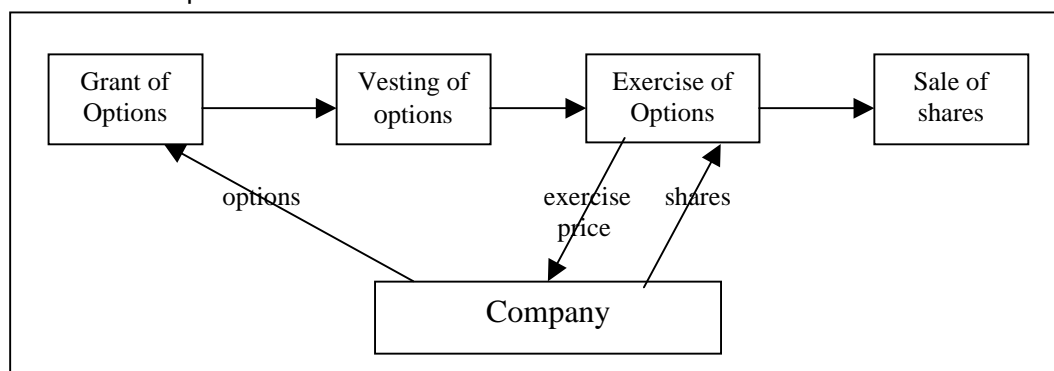 Grant of
Options
Vesting of
options
Exercise of
Options
Sale of
shares
options
exercise
price
shares
Company